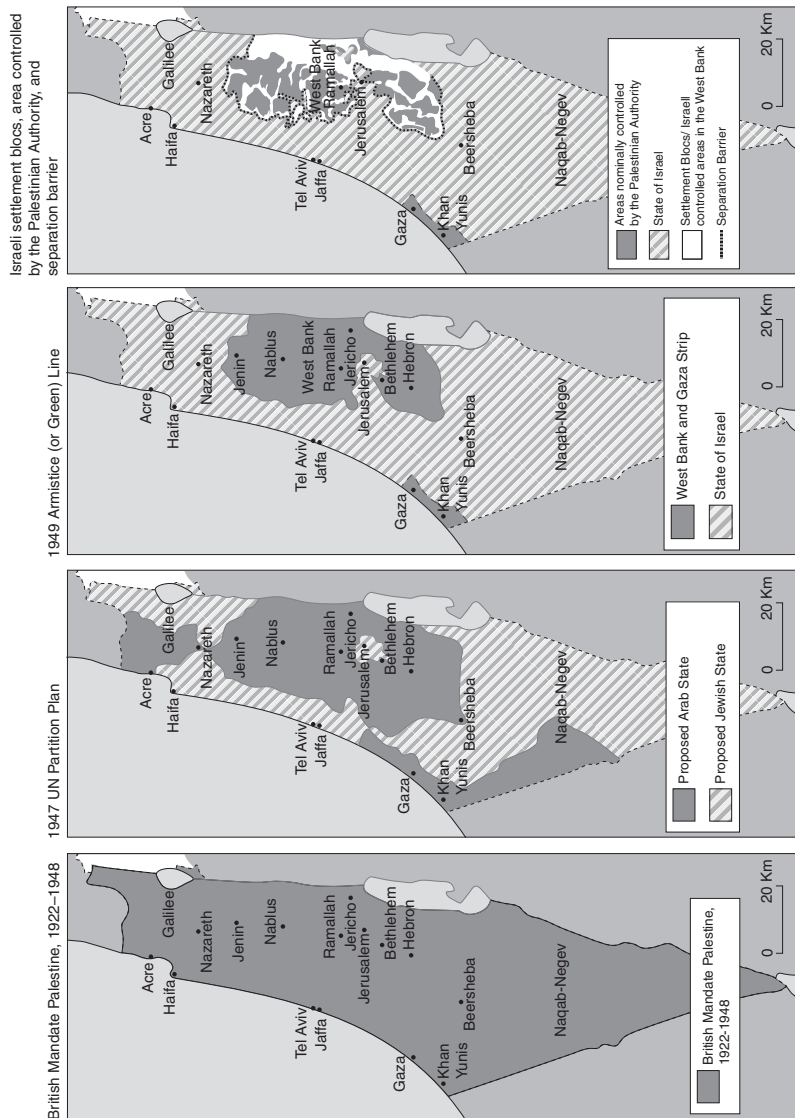 British Mandate Palestine, 1922–1948
Acre
Haifa
Galilee
Nazareth
Jenin
Nablus
Tel Aviv
Jaffa
Ramallah
Jericho
Jerusalem
Bethlehem
Hebron
Gaza
Khan
Yunis
Beersheba
Naqab-Negev
British Mandate Palestine,
1922-1948
0 20 Km
1947 UN Partition Plan
Acre
Haifa
Galilee
Nazareth
Jenin
Nablus
Tel Aviv
Jaffa
Ramallah
Jericho
Jerusalem
Bethlehem
Hebron
Gaza
Khan
Yunis
Beersheba
Naqab-Negev
Proposed Arab State
Proposed Jewish State
0 20 Km
1949 Armistice (or Green) Line
Acre
Haifa
Galilee
Nazareth
Jenin
Nablus
Tel Aviv
Jaffa
West Bank
Ramallah
Jericho
Jerusalem
Bethlehem
Hebron
Gaza
Khan
Yunis
Beersheba
Naqab-Negev
West Bank and Gaza Strip
State of Israel
0 20 Km
Israeli settlement blocs, area controlled
by the Palestinian Authority, and
separation barrier
Acre
Haifa
Galilee
Nazareth
Tel Aviv
Jaffa
West Bank
Ramallah
Jerusalem
Gaza
Khan
Yunis
Beersheba
Naqab-Negev
Areas nominally controlled
by the Palestinian Authority
State of Israel
Settlement Blocs/ Israeli
controlled areas in the West Bank
Separation Barrier
0 20 Km